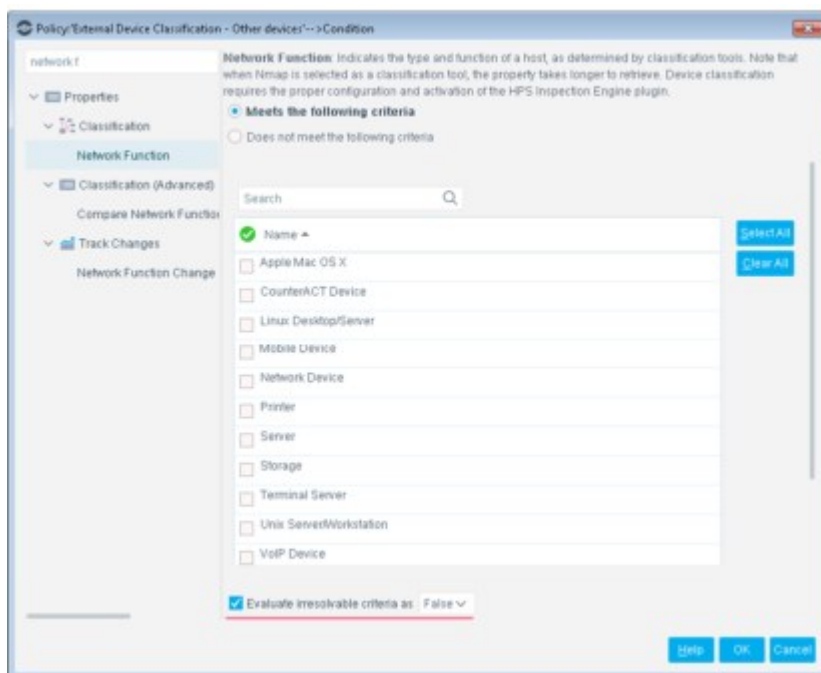 Policy:'External Device Classification - Other devices'-->Condition
network f
Properties
Classification
Network Function
Classification (Advanced)
Compare Network Function
Track Changes
Network Function Change
Network Function: Indicates the type and function of a host, as determined by classification tools. Note that
when Nmap is selected as a classification tool, the property takes longer to retrieve. Device classification
requires the proper configuration and activation of the HPS Inspection Engine plugin.
Meets the following criteria
Does not meet the following criteria
Search
Name
Select All
Clear All
Apple Mac OS X
CounterACT Device
Linux Desktop/Server
Mobile Device
Network Device
Printer
Server
Storage
Terminal Server
Unix Server/Workstation
VoIP Device
Evaluate irresolvable criteria as False
Help OK Cancel